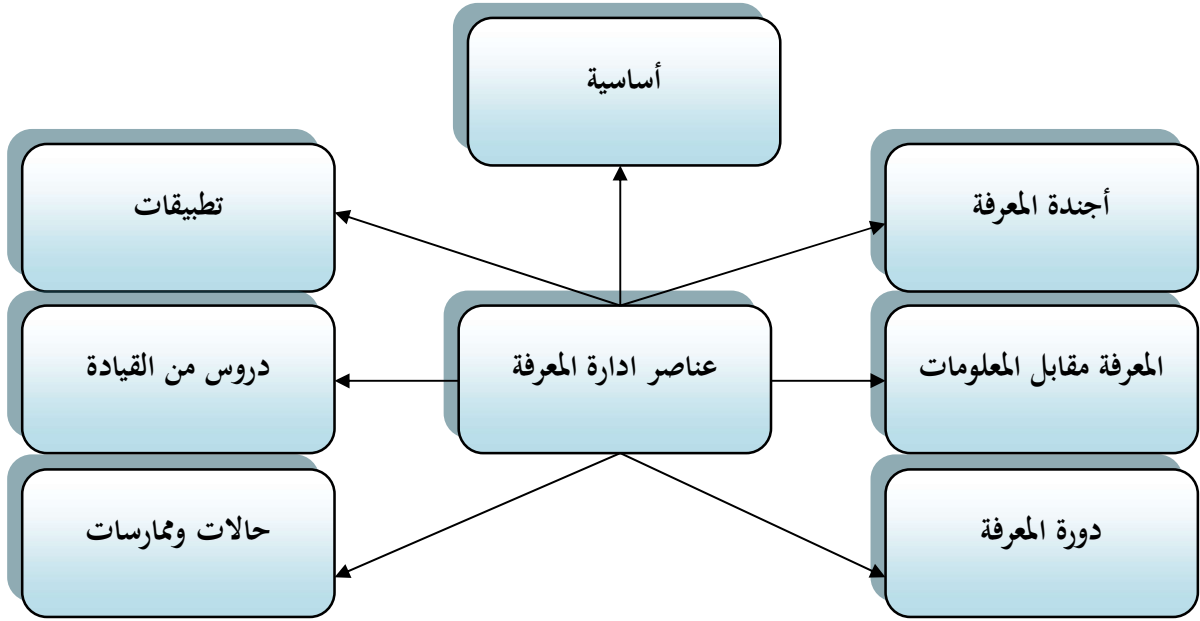 أساسية
أجندة المعرفة
تطبيقات
المعرفة مقابل المعلومات
عناصر ادارة المعرفة
دروس من القيادة
دورة المعرفة
حالات وممارسات